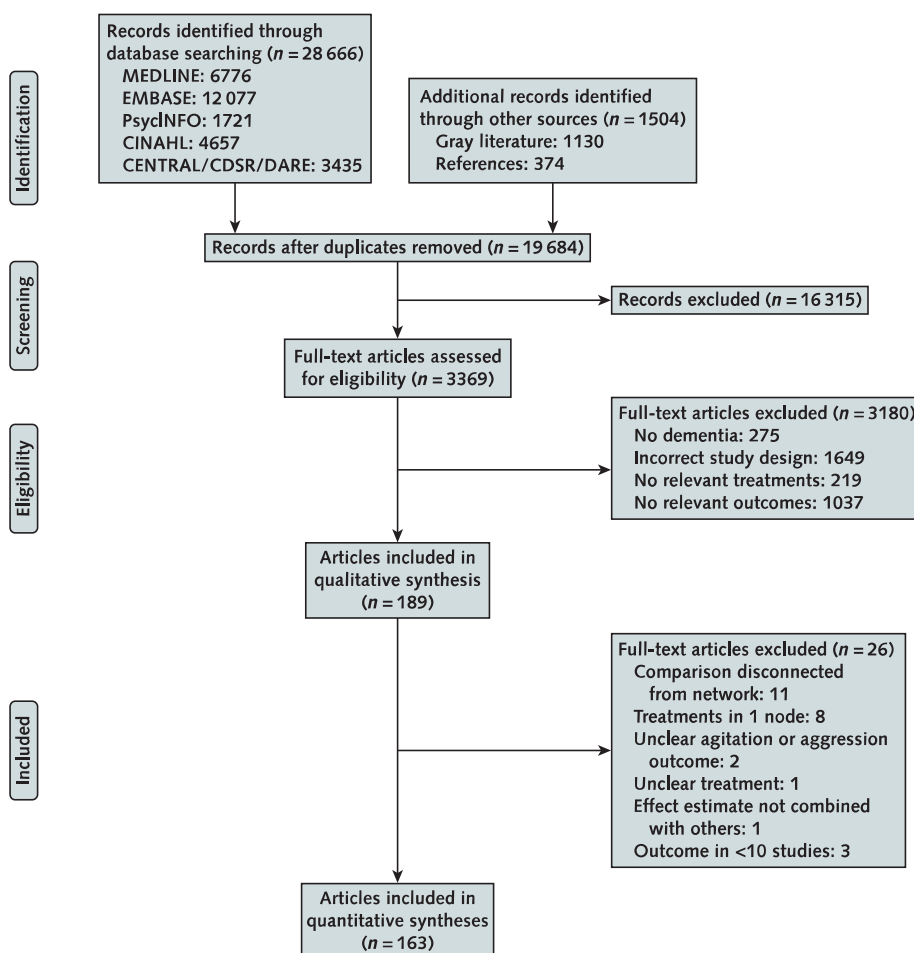 Identification
Records identified through
database searching (n = 28 666)
MEDLINE: 6776
EMBASE: 12 077
PsycINFO: 1721
CINAHL: 4657
CENTRAL/CDSR/DARE: 3435
Additional records identified
through other sources (n = 1504)
Gray literature: 1130
References: 374
Records after duplicates removed (n = 19 684)
Screening
Records excluded (n = 16 315)
Full-text articles assessed
for eligibility (n = 3369)
Eligibility
Full-text articles excluded (n = 3180)
No dementia: 275
Incorrect study design: 1649
No relevant treatments: 219
No relevant outcomes: 1037
Articles included in
qualitative synthesis
(n = 189)
Included
Full-text articles excluded (n = 26)
Comparison disconnected
from network: 11
Treatments in 1 node: 8
Unclear agitation or aggression
outcome: 2
Unclear treatment: 1
Effect estimate not combined
with others: 1
Outcome in <10 studies: 3
Articles included in
quantitative syntheses
(n = 163)